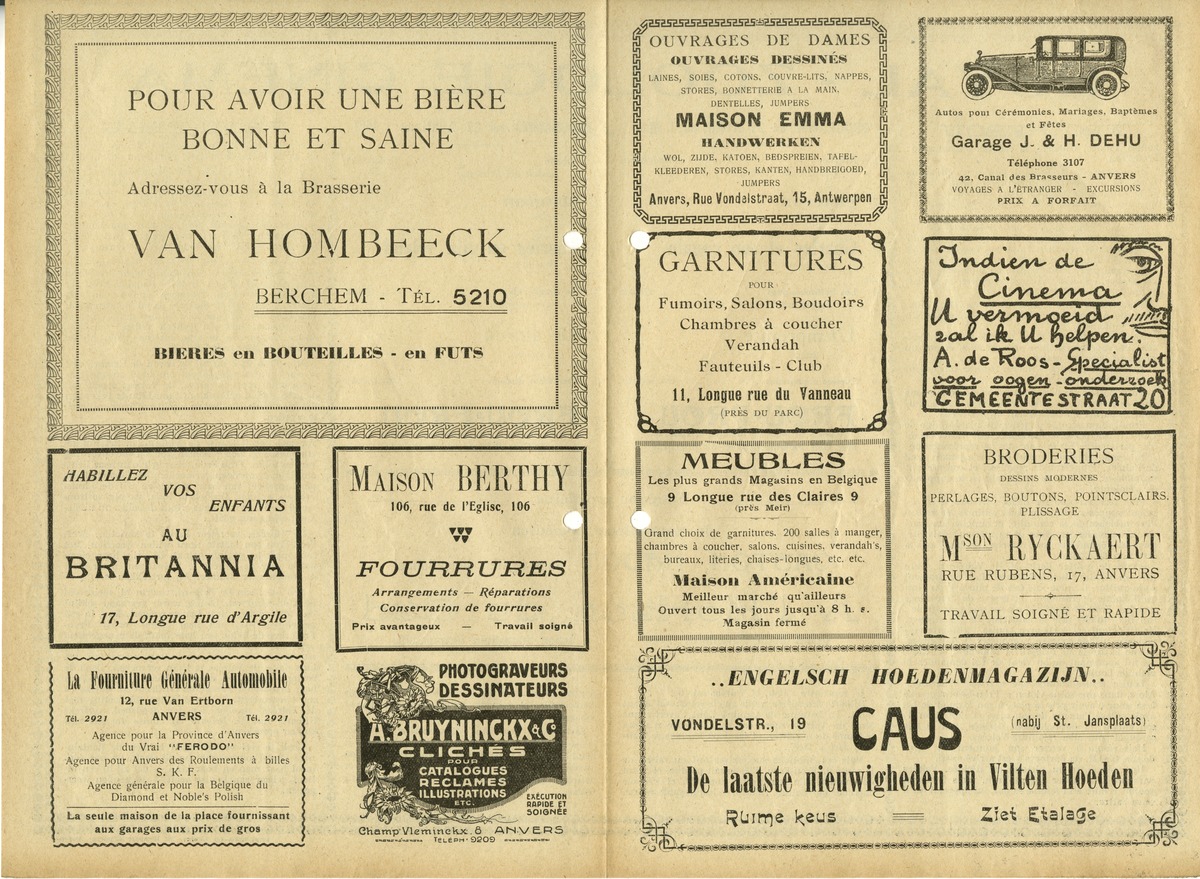 POUR AVOIR UNE BIÈRE
BONNE ET SAINE
Adressez-vous à la Brasserie
VAN HOMBEECK
BERCHEM - TÉL. 5210
BIERES en BOUTEILLES - en FUTS
HABILLEZ
VOS
ENFANTS
AU
BRITANNIA
17, Longue rue d'Argile
MAISON BERTHY
106, rue de l'Eglise, 106
FOURRURES
Arrangements — Réparations
Conservation de fourrures
Prix avantageux — Travail soigné
La Fourniture Générale Automobile
12, rue Van Ertborn
Tél. 2921 ANVERS Tél. 2921
Agence pour la Province d'Anvers
du Vrai "FERODO"
Agence pour Anvers des Roulements à billes
S. K. F.
Agence générale pour la Belgique du
Diamond et Noble's Polish
La seule maison de la place fournissant
aux garages aux prix de gros
PHOTOGRAVEURS
DESSINATEURS
A. BRUYNINCKX & Co
CLICHÉS
POUR
CATALOGUES
RECLAMES
ILLUSTRATIONS
ETC.
EXÉCUTION
RAPIDE ET
SOIGNÉE
Champ Vleminckx. 8 ANVERS
TELEPH. 9209
OUVRAGES DE DAMES
OUVRAGES DESSINÉS
LAINES, SOIES, COTONS. COUVRE-LITS, NAPPES,
STORES, BONNETTERIE A LA MAIN,
DENTELLES, JUMPERS
MAISON EMMA
HANDWERKEN
WOL, ZIJDE, KATOEN, BEDSPREIEN, TAFEL-
KLEEDEREN, STORES, KANTEN, HANDBREIGOED,
JUMPERS
Anvers, Rue Vondelstraat, 15, Antwerpen
GARNITURES
POUR
Fumoirs, Salons, Boudoirs
Chambres à coucher
Verandah
Fauteuils - Club
11, Longue rue du Vanneau
(PRÈS DU PARC)
MEUBLES
Les plus grands Magasins en Belgique
9 Longue rue des Claires 9
(près Meir)
Grand choix de garnitures. 200 salles à manger,
chambres à coucher, salons, cuisines, verandah's,
bureaux, literies, chaises-longues, etc. etc.
Maison Américaine
Meilleur marché qu'ailleurs
Ouvert tous les jours jusqu'à 8 h. s.
Magasin fermé
Autos pour Cérémonies, Mariages, Baptêmes
et Fêtes
Garage J. & H. DEHU
Téléphone 3107
42, Canal des Brasseurs - ANVERS
VOYAGES A L'ÉTRANGER - EXCURSIONS
PRIX A FORFAIT
Indien de
Cinema
U vermoeid
zal ik U helpen.
A. de Roos - Specialist
voor oogen - onderzoek
GEMEENTESTRAAT 20
BRODERIES
DESSINS MODERNES
PERLAGES, BOUTONS, POINTSCLAIRS,
PLISSAGE
MSON RYCKAERT
RUE RUBENS, 17, ANVERS
TRAVAIL SOIGNÉ ET RAPIDE
..ENGELSCH HOEDENMAGAZIJN..
VONDELSTR., 19 CAUS (nabij St. Jansplaats)
De laatste nieuwigheden in Vilten Hoeden
Ruime keus Ziet Etalage